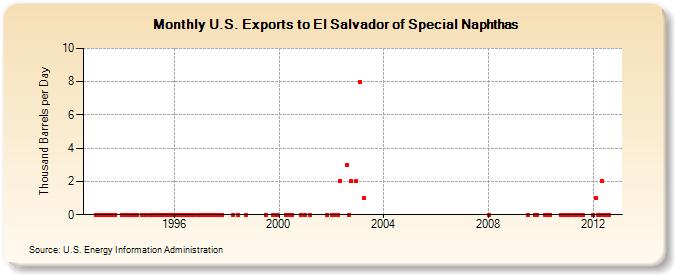 Monthly U.S. Exports to El Salvador of Special Naphthas
Thousand Barrels per Day
10
8
6
4
2
0
1996 2000 2004 2008 2012
Source: U.S. Energy Information Administration